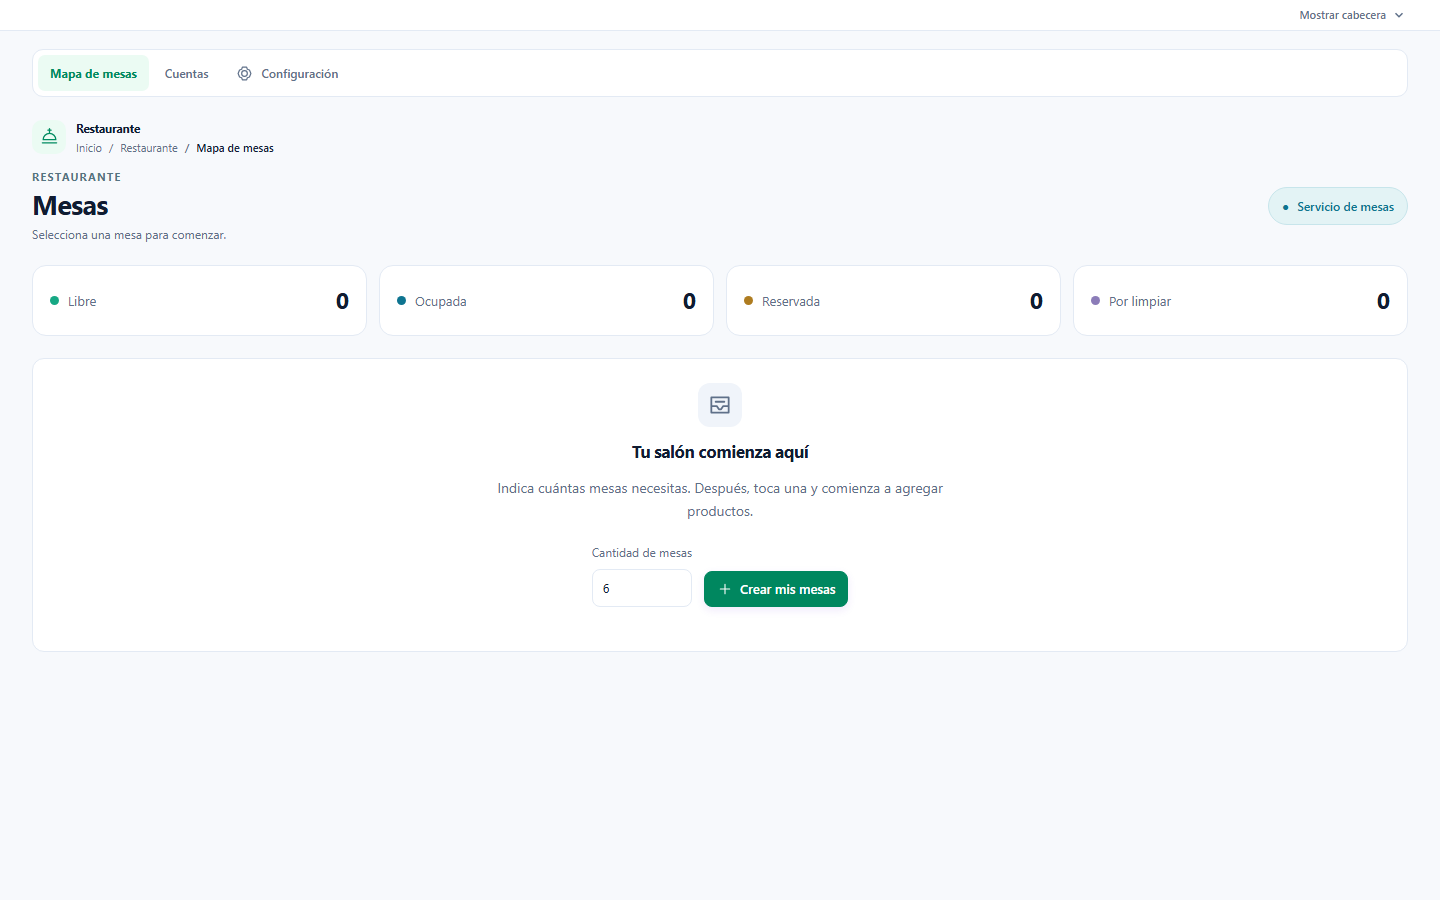 Mostrar cabecera
Mapa de mesas
Cuentas
Configuración
Restaurante
Inicio / Restaurante / Mapa de mesas
RESTAURANTE
Mesas
Selecciona una mesa para comenzar.
Servicio de mesas
Libre 0
Ocupada 0
Reservada 0
Por limpiar 0
Tu salón comienza aquí
Indica cuántas mesas necesitas. Después, toca una y comienza a agregar
productos.
Cantidad de mesas
6
Crear mis mesas